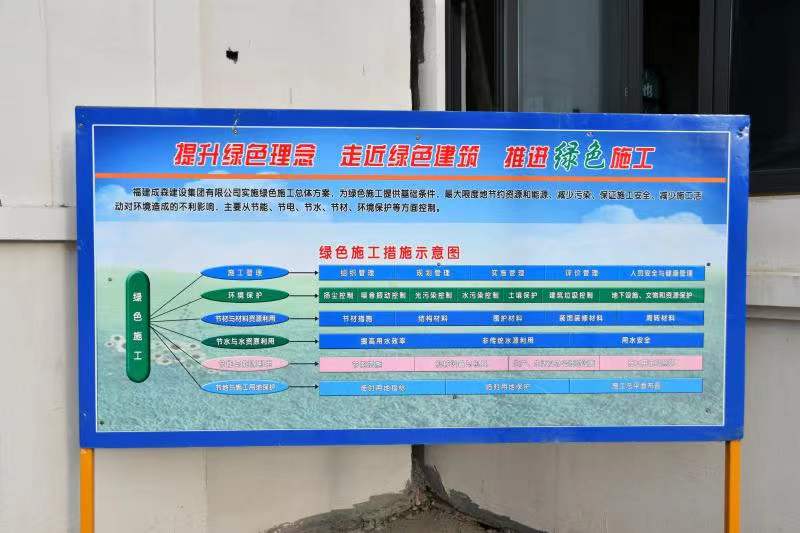 提升绿色理念 走近绿色建筑 推进绿色施工
福建成森建设集团有限公司实施绿色施工总体方案，为绿色施工提供基础条件，最大限度地节约资源和能源、减少污染、保证施工安全、减少施工活
动对环境造成的不利影响，主要从节能、节电、节水、节材、环境保护等方面控制。
绿色施工措施示意图
绿色施工
施工管理 组织管理 规划管理 实施管理 评价管理 人员安全与健康管理
环境保护 扬尘控制 噪音振动控制 光污染控制 水污染控制 土壤保护 建筑垃圾控制 地下设施、文物和资源保护
节材与材料资源利用 节材措施 结构材料 围护材料 装饰装修材料 周转材料
节水与水资源利用 提高用水效率 非传统水源利用 用水安全
节地与施工用地保护 临时用地指标 临时用地保护 施工总平面布置